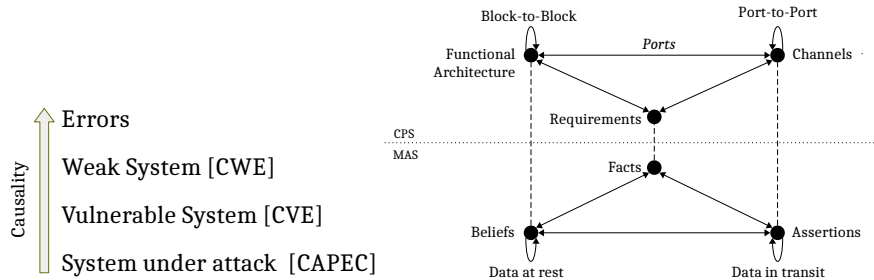 Causality
Errors
Weak System [CWE]
Vulnerable System [CVE]
System under attack [CAPEC]
Block-to-Block
Port-to-Port
Functional
Architecture
Ports
Channels
Requirements
CPS
MAS
Facts
Beliefs
Assertions
Data at rest
Data in transit